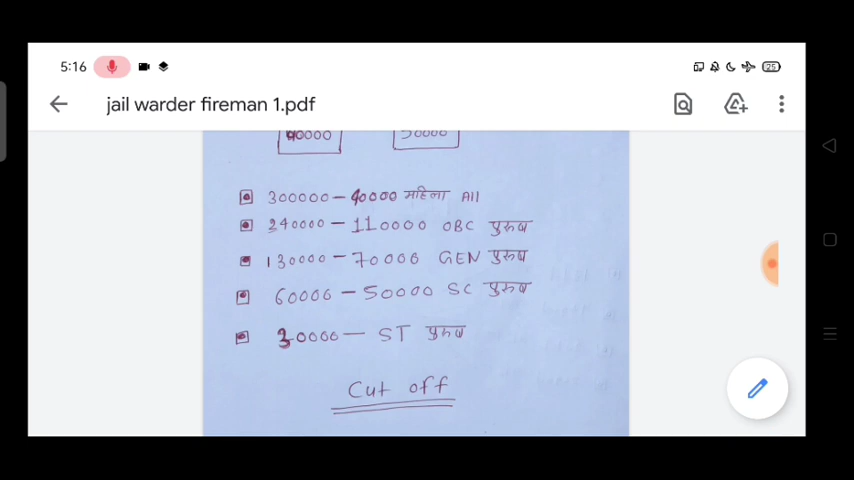 5:16 25
jail warder fireman 1.pdf
40000 50000
300000 - 40000 महिला All
240000 - 110000 OBC पुरुष
130000 - 70000 GEN पुरुष
60000 - 50000 SC पुरुष
30000 - ST पुरुष
Cut off